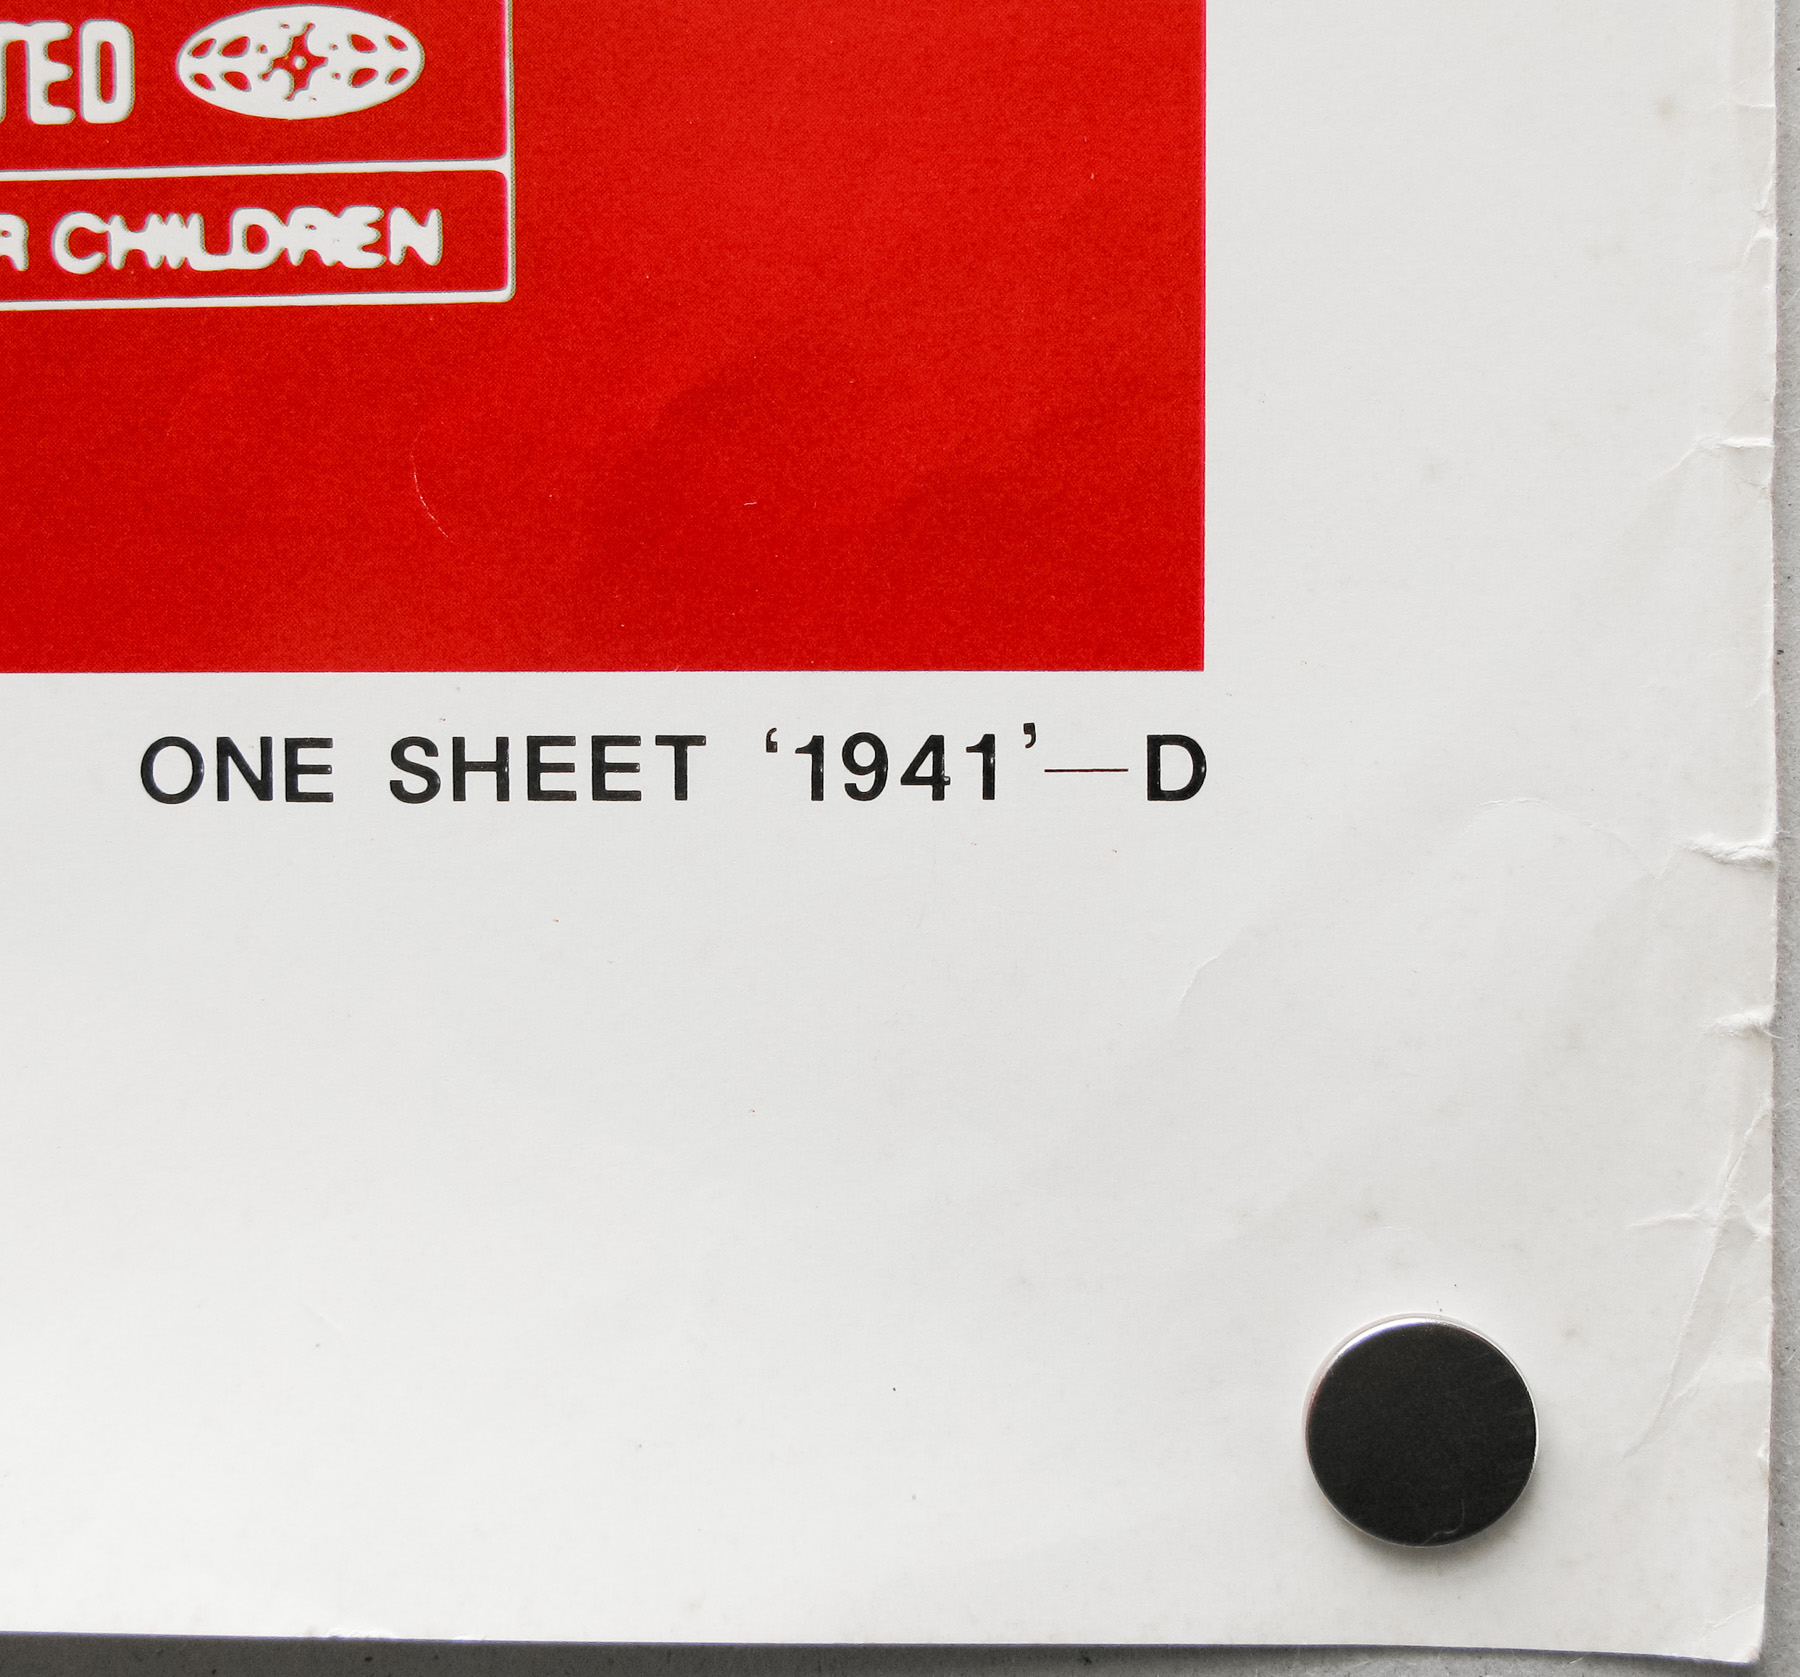 TED
R CHILDREN
ONE SHEET ‘1941’—D